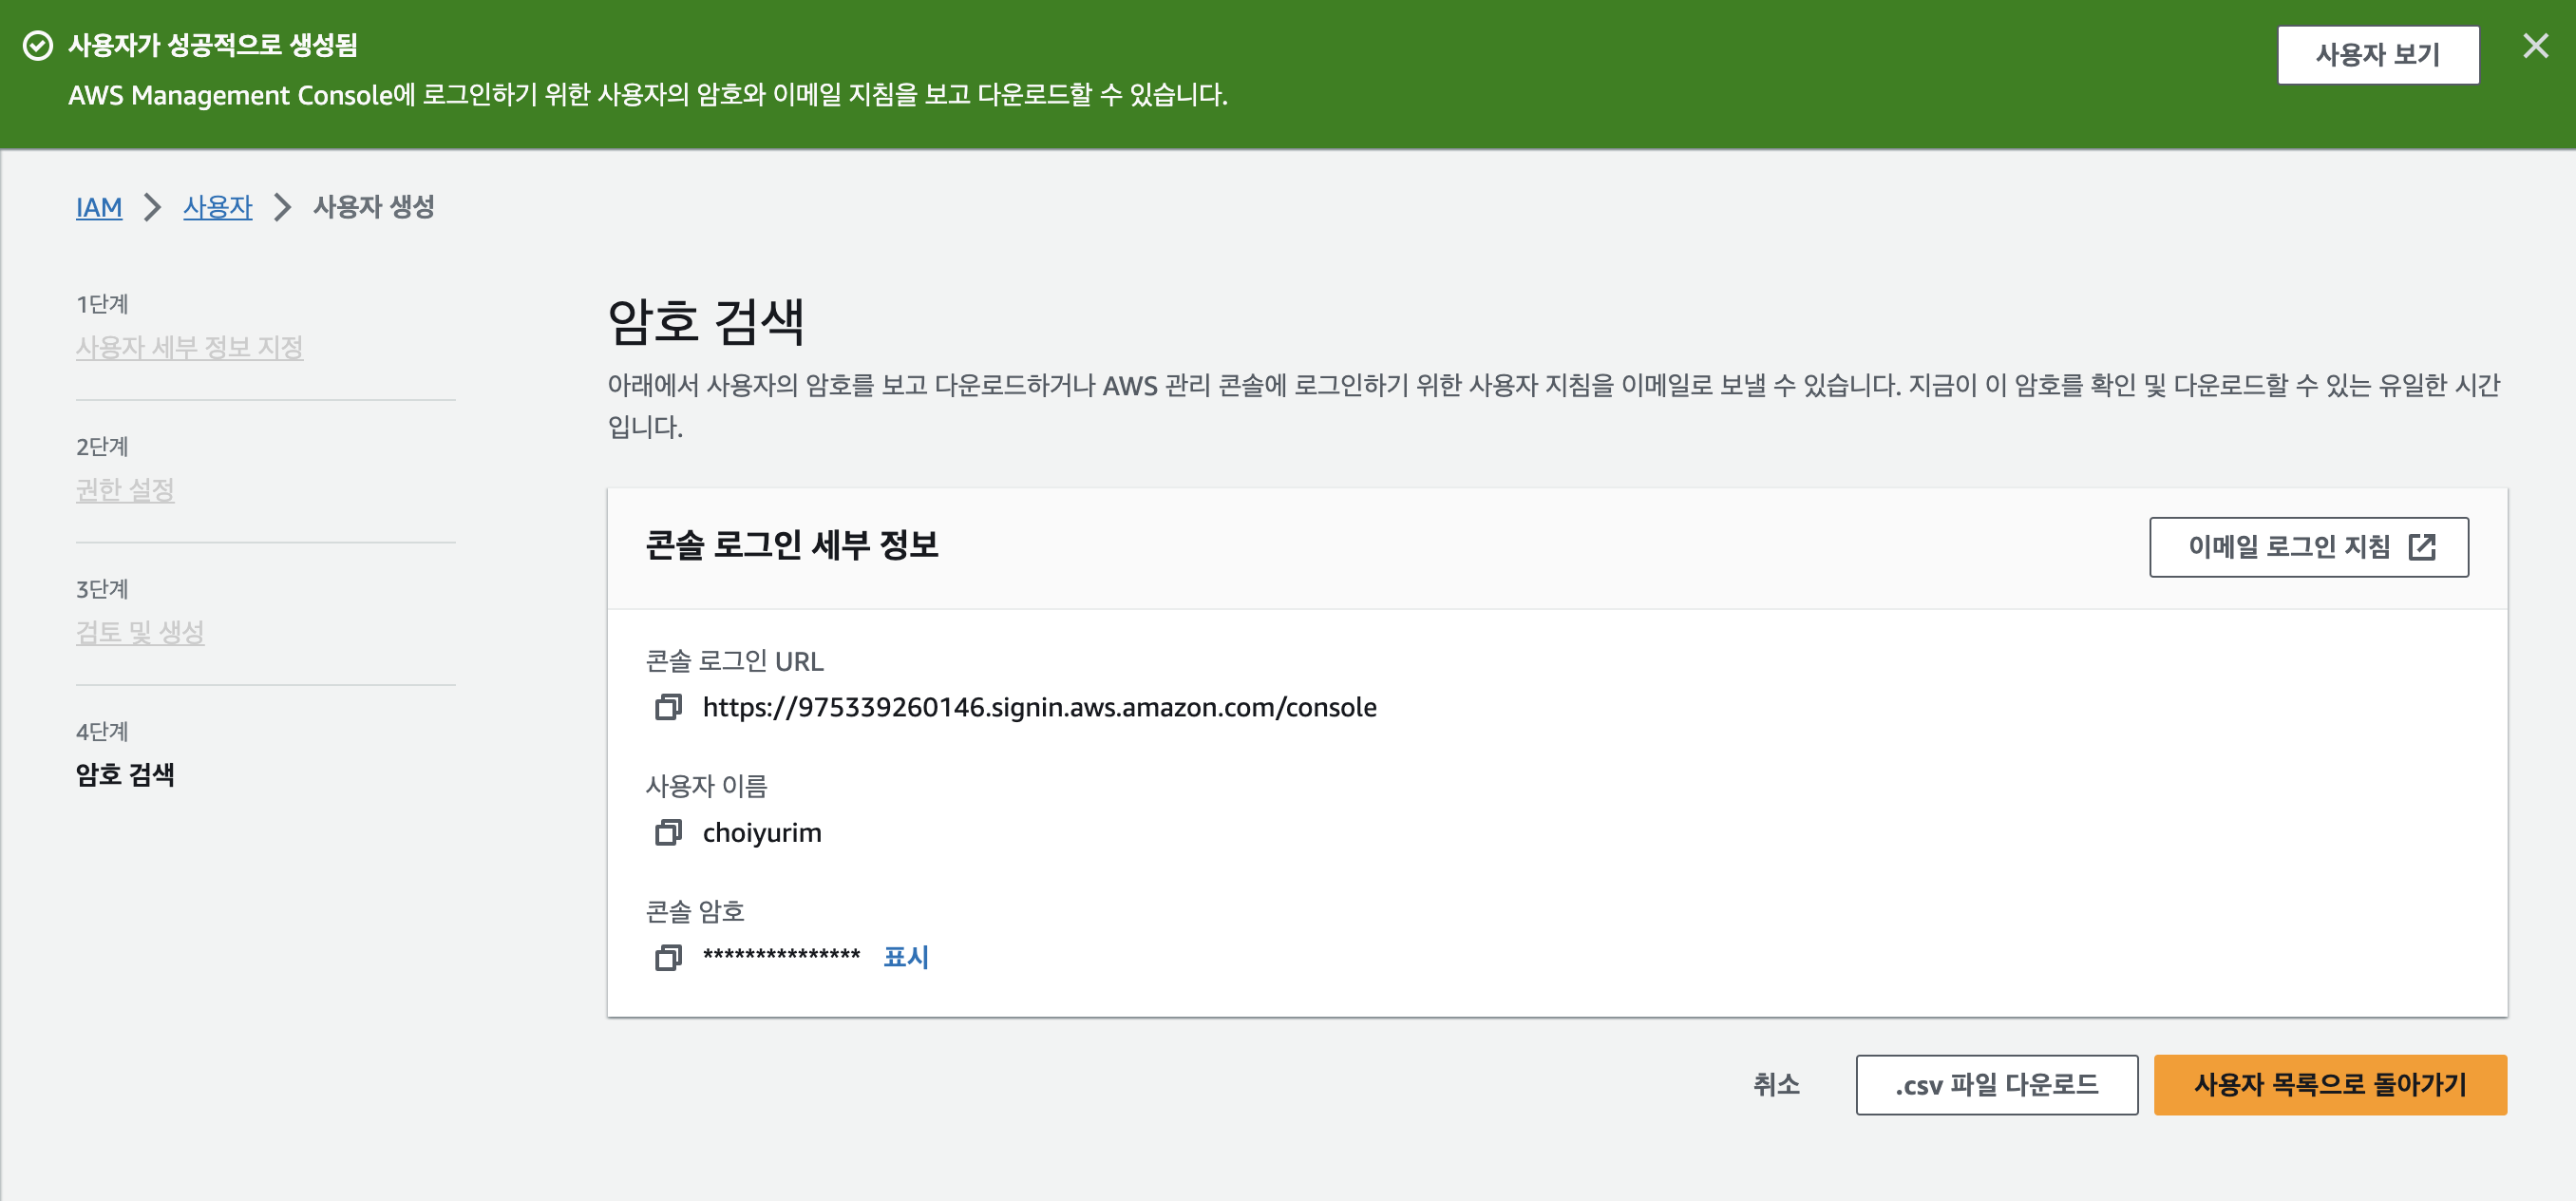 사용자가 성공적으로 생성됨
AWS Management Console에 로그인하기 위한 사용자의 암호와 이메일 지침을 보고 다운로드할 수 있습니다.
사용자 보기
IAM
사용자
사용자 생성
1단계
사용자 세부 정보 지정
2단계
권한 설정
3단계
검토 및 생성
4단계
암호 검색
암호 검색
아래에서 사용자의 암호를 보고 다운로드하거나 AWS 관리 콘솔에 로그인하기 위한 사용자 지침을 이메일로 보낼 수 있습니다. 지금이 이 암호를 확인 및 다운로드할 수 있는 유일한 시간
입니다.
콘솔 로그인 세부 정보
이메일 로그인 지침
콘솔 로그인 URL
https://975339260146.signin.aws.amazon.com/console
사용자 이름
choiyurim
콘솔 암호
*************** 표시
취소
.csv 파일 다운로드
사용자 목록으로 돌아가기